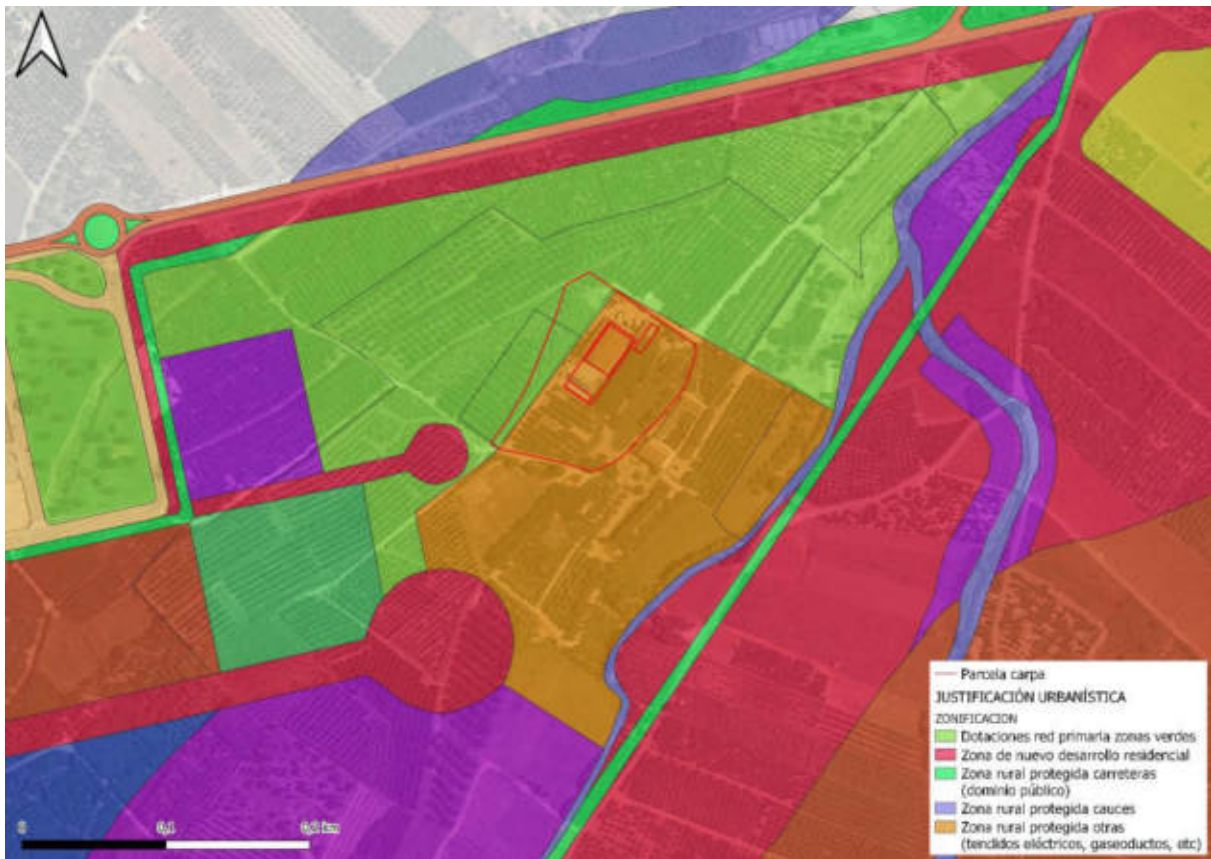 Parcela carpa
JUSTIFICACIÓN URBANÍSTICA
ZONIFICACION
Dotaciones red primaria zonas verdes
Zona de nuevo desarrollo residencial
Zona rural protegida carreteras
(dominio público)
Zona rural protegida cauces
Zona rural protegida otras
(tendidos eléctricos, gaseoductos, etc)
0 0,1 0,2 km